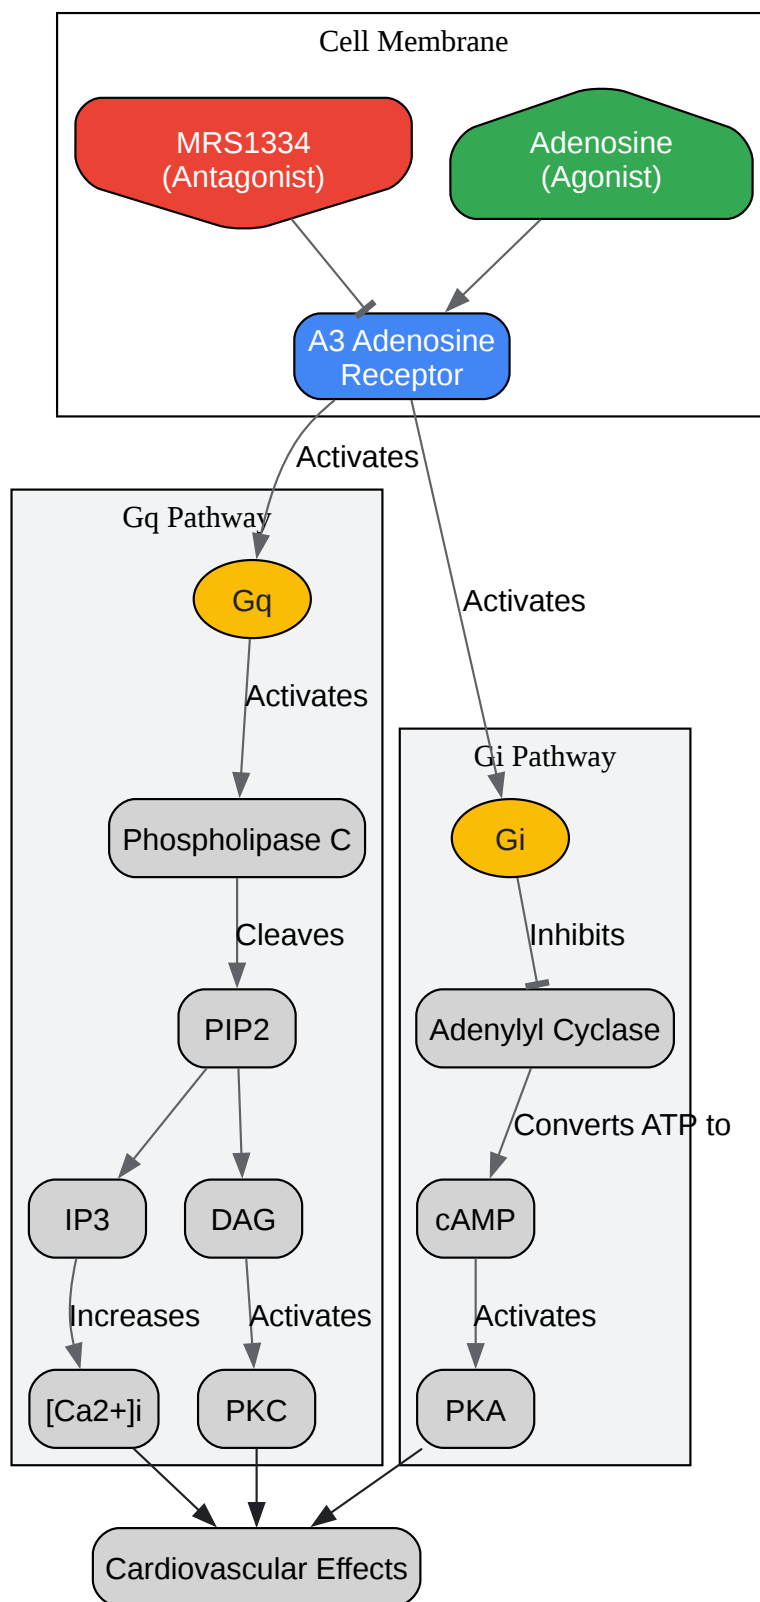 Cell Membrane
MRS1334
(Antagonist)
Adenosine
(Agonist)
A3 Adenosine
Receptor
Activates
Gq Pathway
Gq
Activates
Activates
Gi Pathway
Phospholipase C
Gi
Cleaves
Inhibits
PIP2
Adenylyl Cyclase
Converts ATP to
IP3
DAG
cAMP
Increases
Activates
Activates
[Ca2+]i
PKC
PKA
Cardiovascular Effects